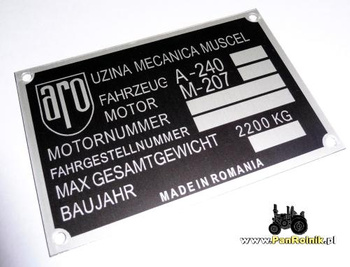 aro
UZINA MECANICA MUSCEL
FAHRZEUG A-240
MOTOR M-207
MOTORNUMMER
FAHRGESTELLNUMMER
MAX GESAMTGEWICHT 2200 KG
BAUJAHR
MADE IN ROMANIA
www.PanRolnik.pl